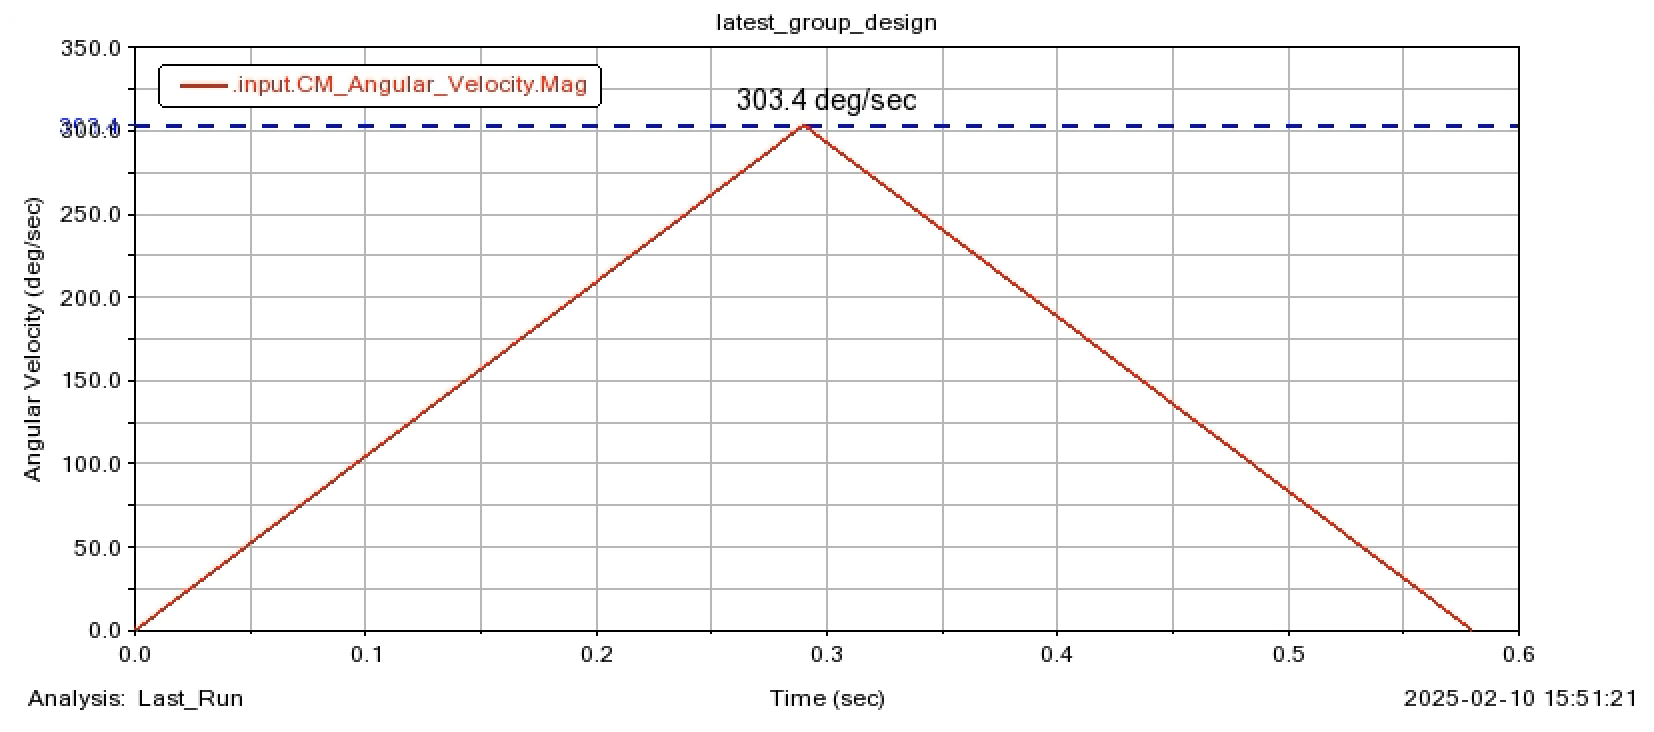 latest_group_design
350.0
.input.CM_Angular_Velocity.Mag
303.4 deg/sec
303.4
300.0
250.0
200.0
150.0
100.0
50.0
0.0
Angular Velocity (deg/sec)
0.0 0.1 0.2 0.3 0.4 0.5 0.6
Analysis: Last_Run Time (sec) 2025-02-10 15:51:21